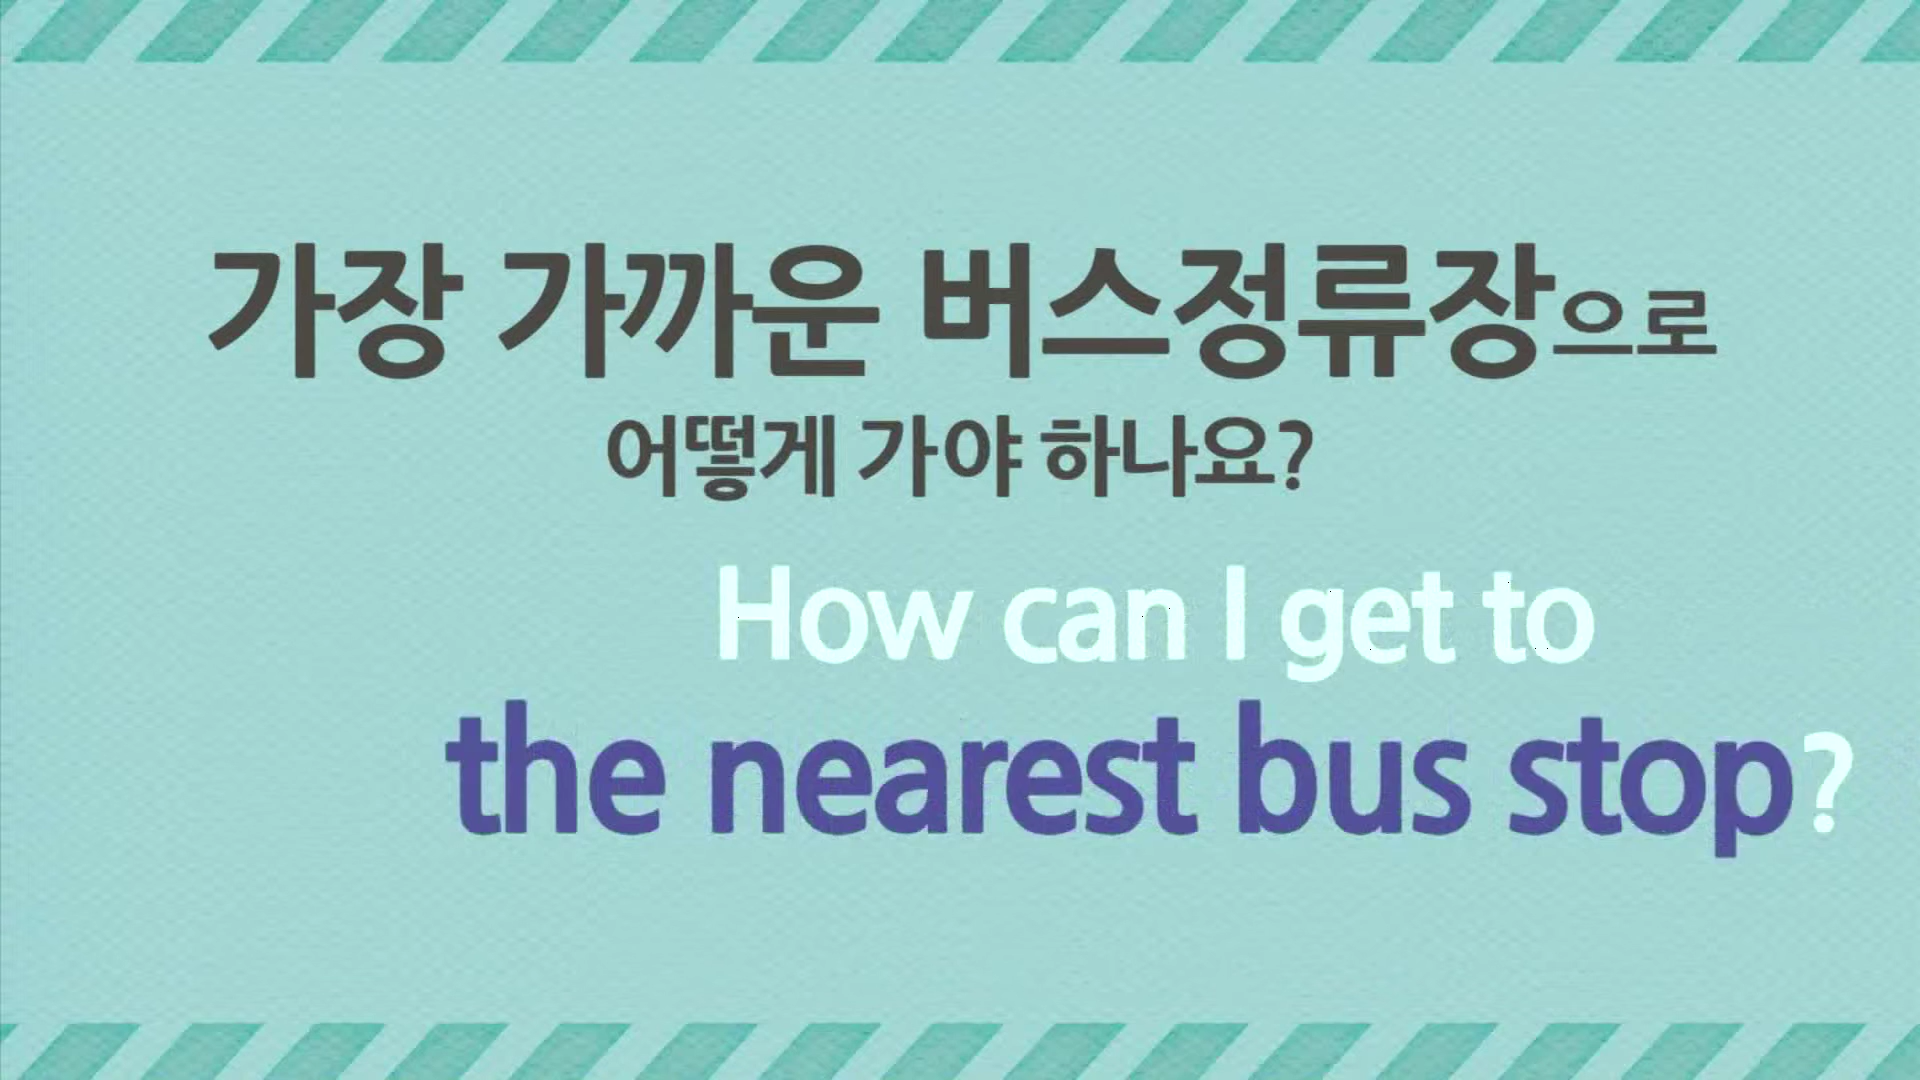 가장 가까운 버스정류장으로
어떻게 가야 하나요?
How can I get to
the nearest bus stop?